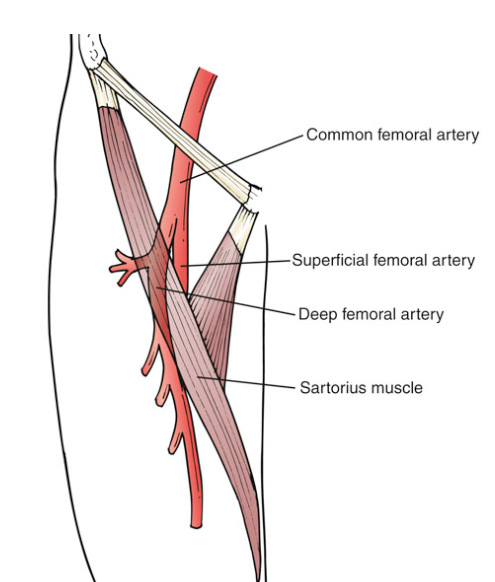 Common femoral artery
Superficial femoral artery
Deep femoral artery
Sartorius muscle